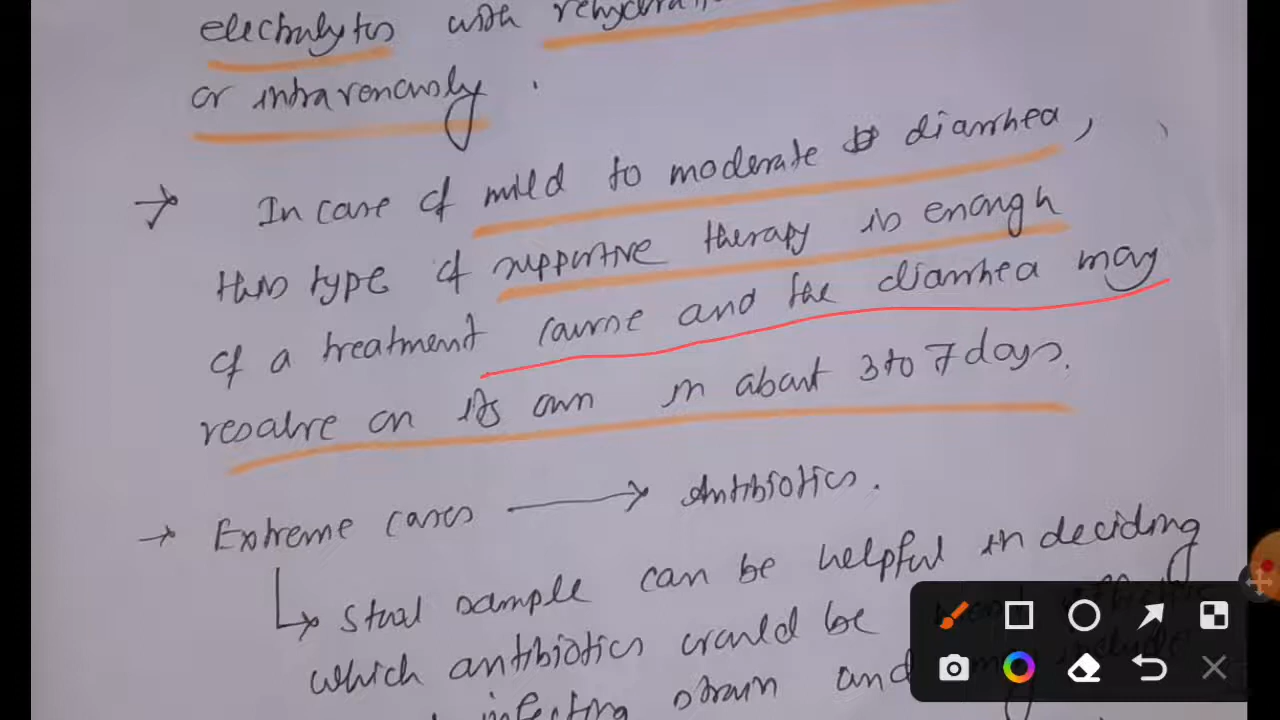 electrolytes with
or intravenously .
→ In case of mild to moderate diarrhea,
this type of supportive therapy is enough
of a treatment course and the diarrhea may
resolve on its own in about 3 to 7 days.
→ Extreme cases → Antibiotics.
↳ stool sample can be helpful in deciding
which antibiotics could be
infecting strain and